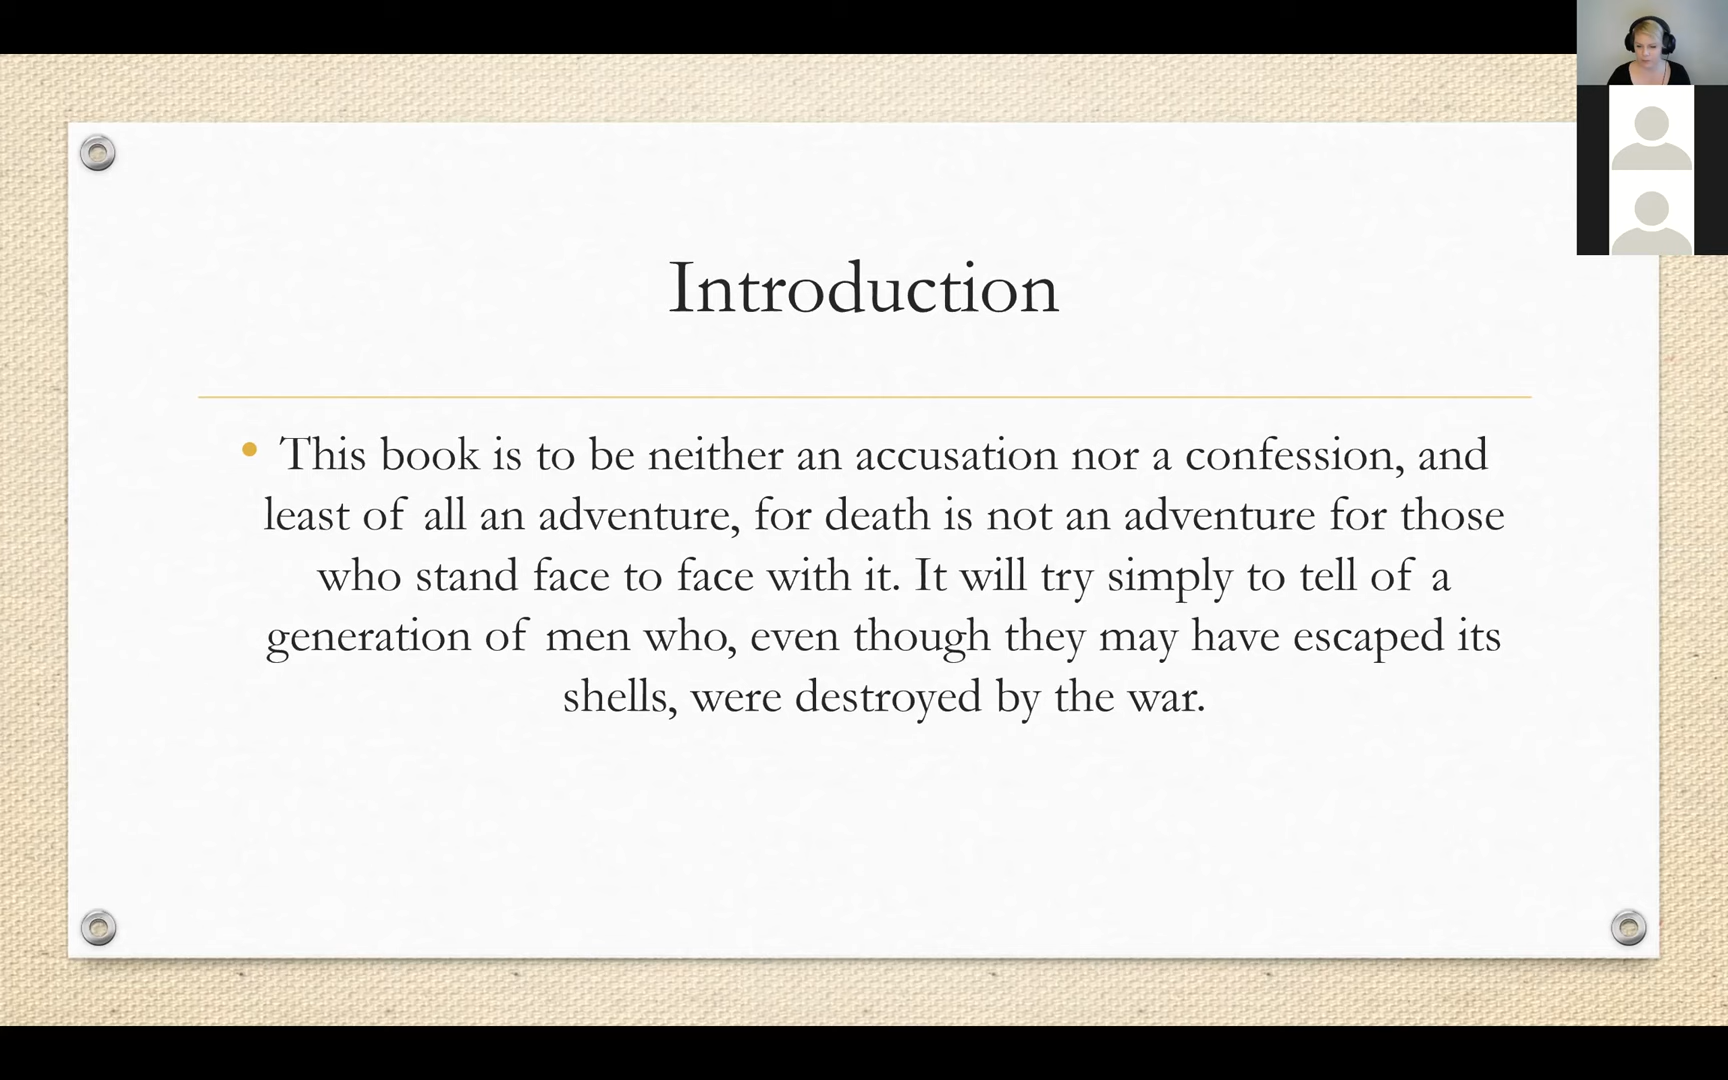 Introduction
• This book is to be neither an accusation nor a confession, and
least of all an adventure, for death is not an adventure for those
who stand face to face with it. It will try simply to tell of a
generation of men who, even though they may have escaped its
shells, were destroyed by the war.